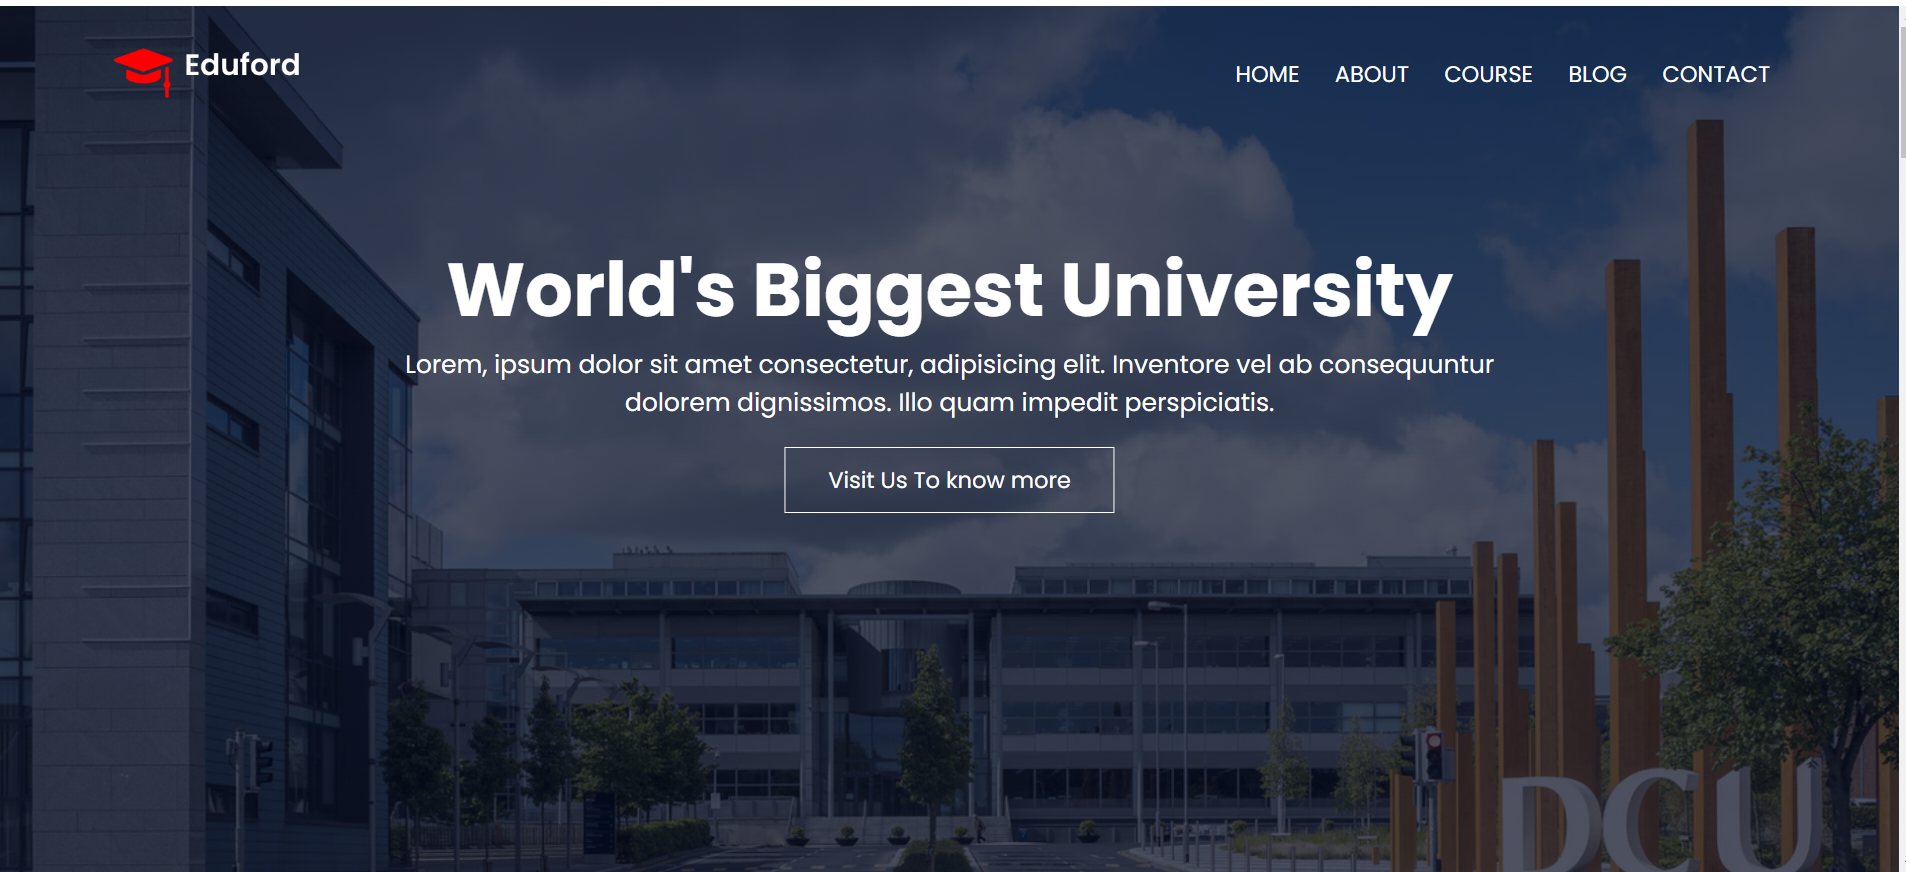 Eduford
HOME ABOUT COURSE BLOG CONTACT
World's Biggest University
Lorem, ipsum dolor sit amet consectetur, adipisicing elit. Inventore vel ab consequuntur
dolorem dignissimos. Illo quam impedit perspiciatis.
Visit Us To know more
DCU